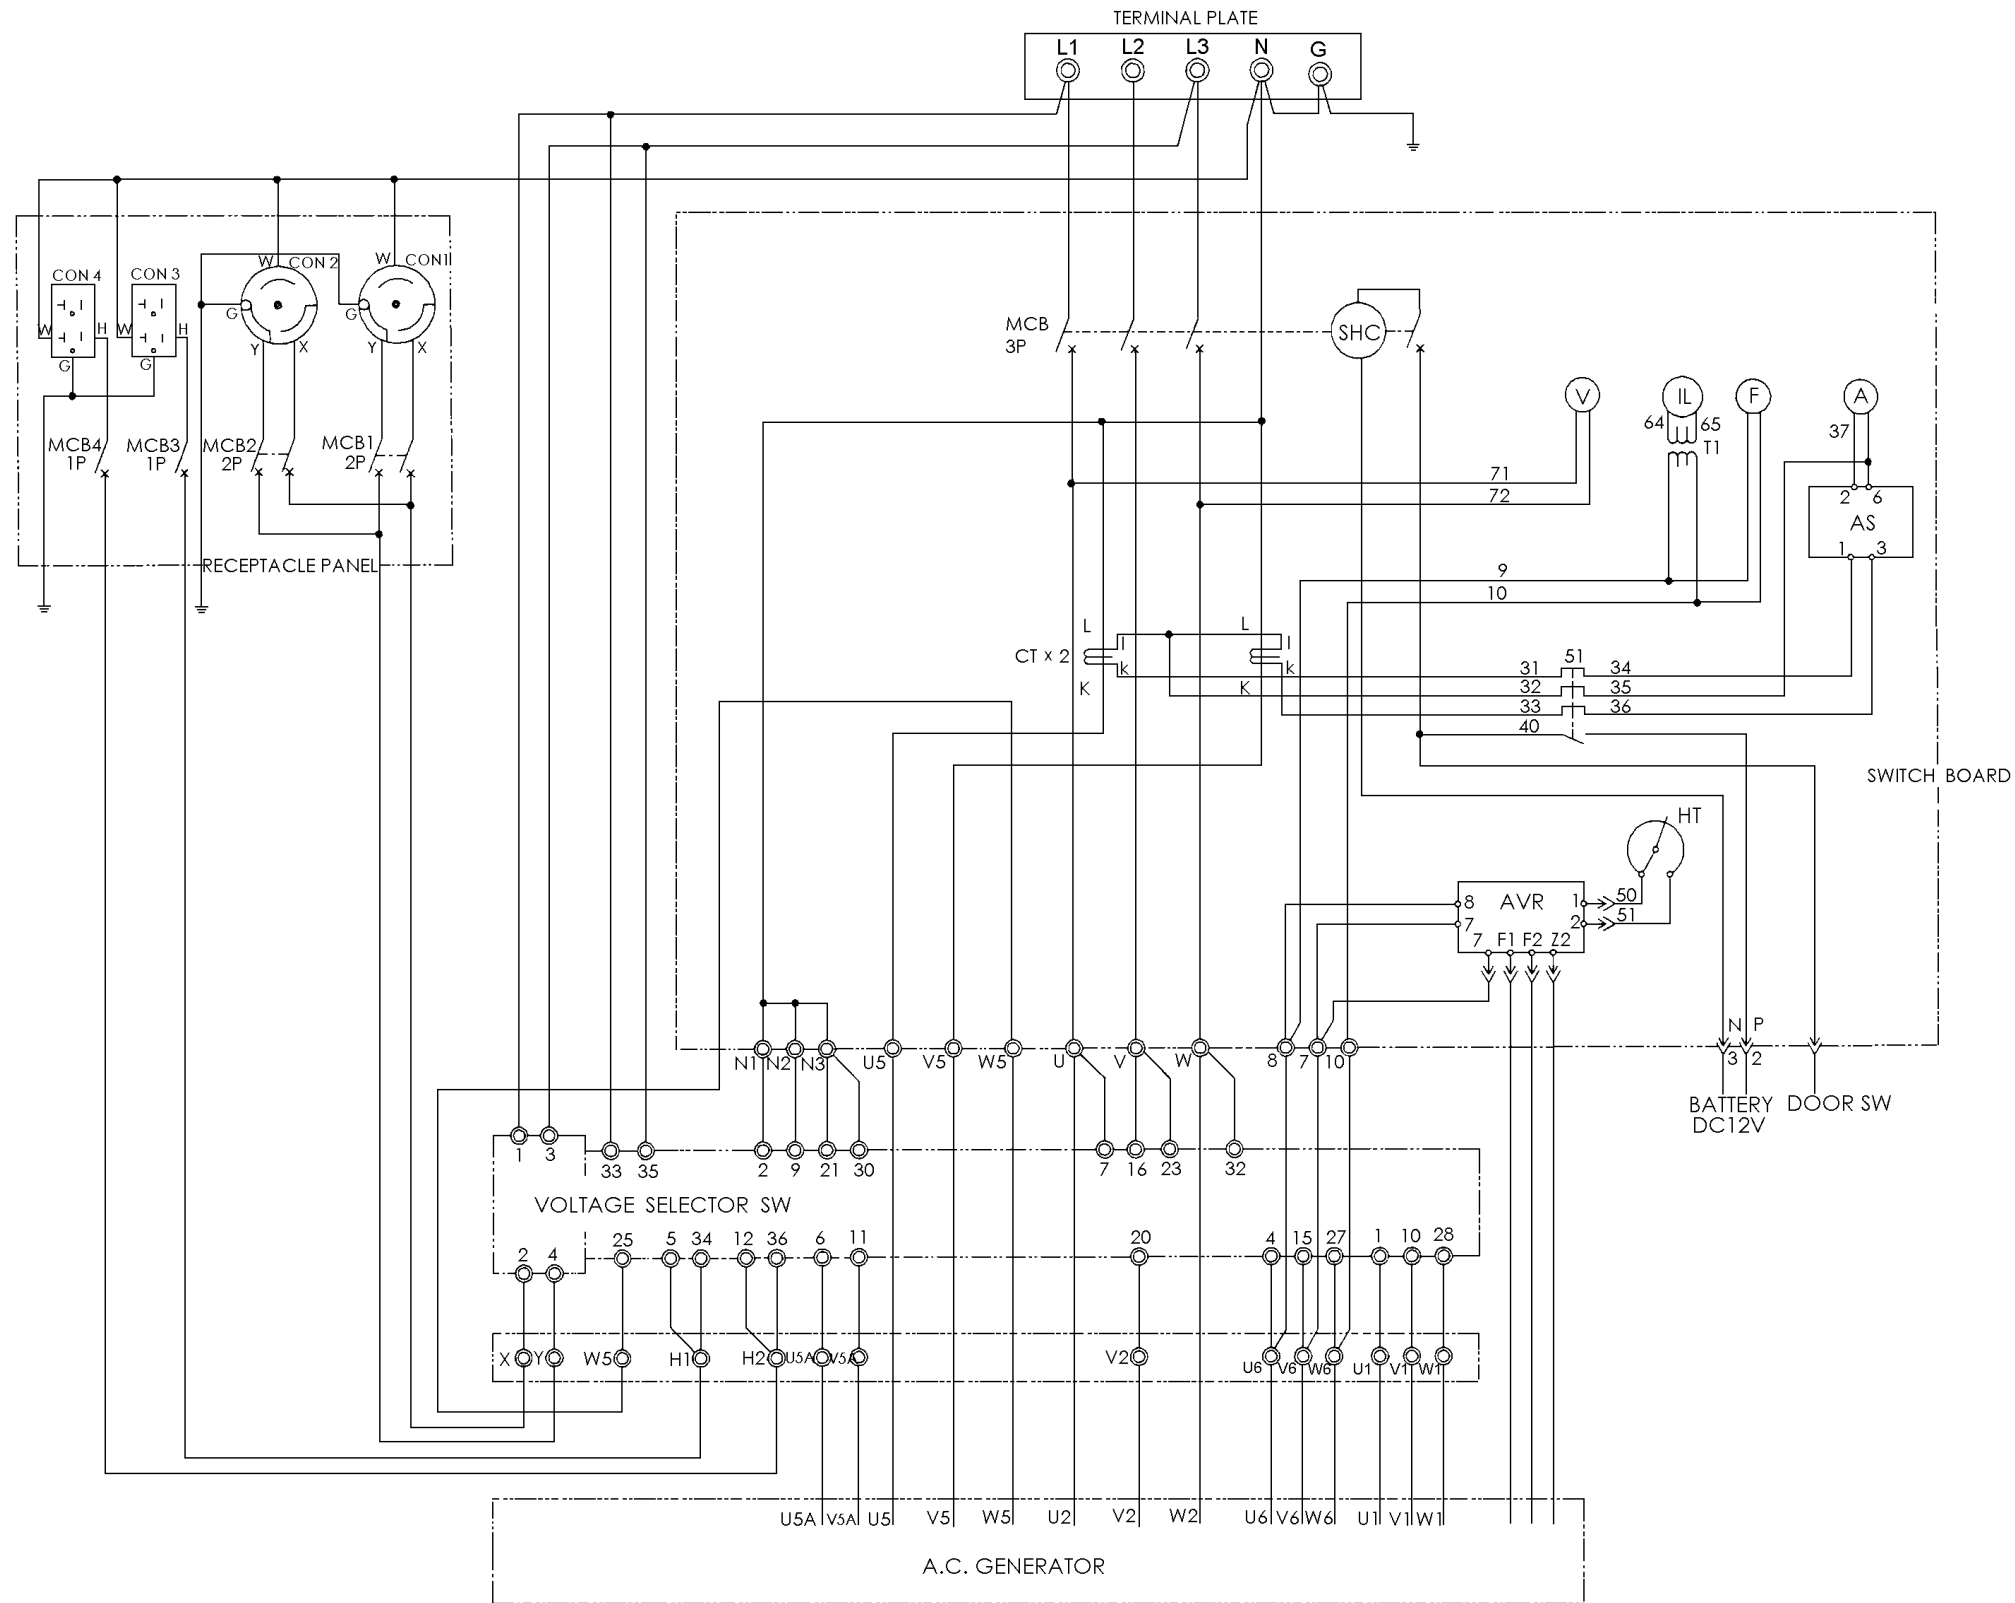 TERMINAL PLATE
L1 L2 L3 N G
W CON 2 W CON1
CON 4 CON 3
G G
W H W H
MCB 3P SHC
Y X Y X
G G
V IL F A
64 65 37
T1
MCB4 1P MCB3 1P MCB2 2P MCB1 2P
71
72
2 6
AS
1 3
RECEPTACLE PANEL
9
10
L L
l l
CT x 2
k k
K K
51
31 34
32 35
33 36
40
SWITCH BOARD
HT
8 AVR 1 50
7 2 51
7 F1 F2 Z2
N P
N1 N2 N3 U5 V5 W5 U V W 8 7 10
3 2
BATTERY DC12V
DOOR SW
1 3 33 35 2 9 21 30 7 16 23 32
VOLTAGE SELECTOR SW
2 4 25 5 34 12 36 6 11 20 4 15 27 1 10 28
X Y W5 H1 H2 U5A V5A V2 U6 V6 W6 U1 V1 W1
U5A V5A U5 V5 W5 U2 V2 W2 U6 V6 W6 U1 V1 W1
A.C. GENERATOR